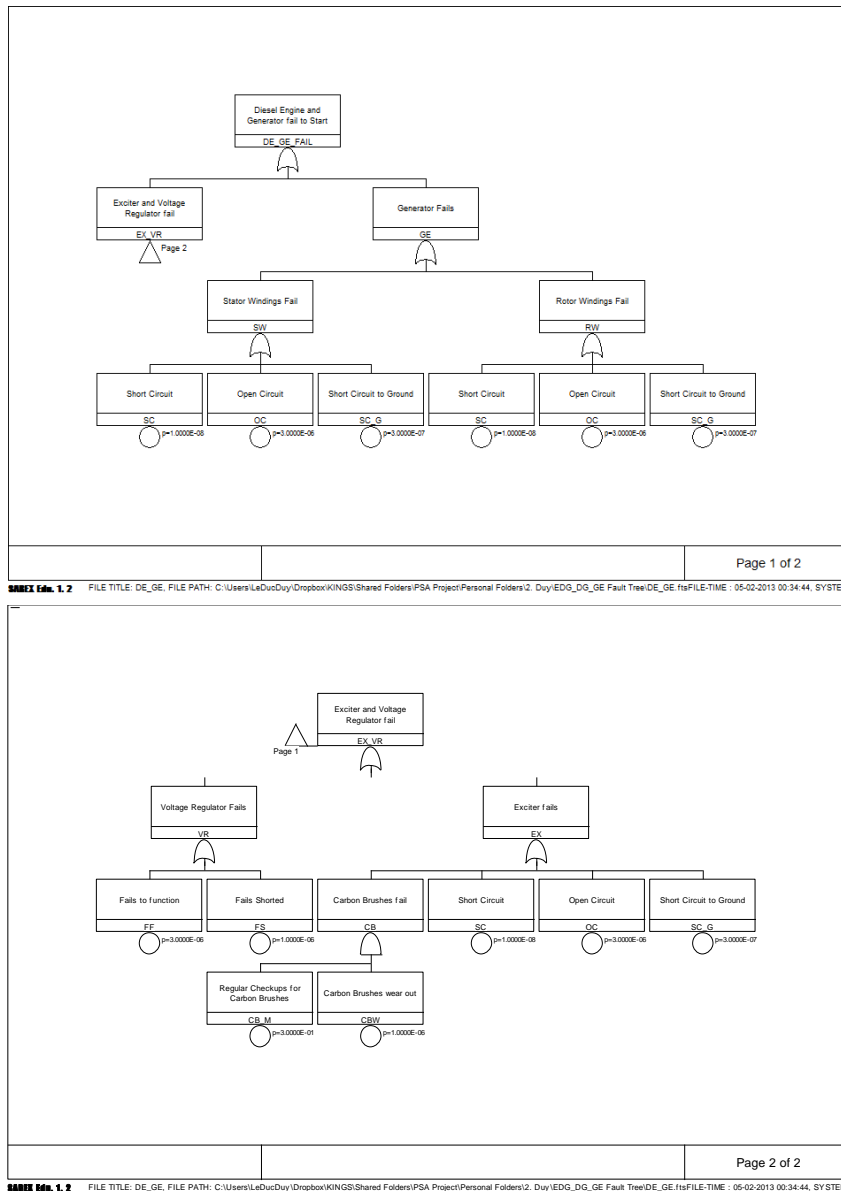 Diesel Engine and
Generator fail to Start
DE_GE_FAIL
Exciter and Voltage
Regulator fail
EX_VR
Page 2
Generator Fails
GE
Stator Windings Fail
SW
Rotor Windings Fail
RW
Short Circuit
SC
p=1.0000E-08
Open Circuit
OC
p=3.0000E-06
Short Circuit to Ground
SC_G
p=3.0000E-07
Short Circuit
SC
p=1.0000E-08
Open Circuit
OC
p=3.0000E-06
Short Circuit to Ground
SC_G
p=3.0000E-07
Page 1 of 2
SAREX Edu. 1. 2 FILE TITLE: DE_GE, FILE PATH: C:\Users\LeDucDuy\Dropbox\KINGS\Shared Folders\PSA Project\Personal Folders\2. Duy\EDG_DG_GE Fault Tree\DE_GE.ftsFILE-TIME : 05-02-2013 00:34:44, SYSTE
Exciter and Voltage
Regulator fail
EX_VR
Page 1
Voltage Regulator Fails
VR
Exciter fails
EX
Fails to function
FF
p=3.0000E-06
Fails Shorted
FS
p=1.0000E-06
Carbon Brushes fail
CB
Short Circuit
SC
p=1.0000E-08
Open Circuit
OC
p=3.0000E-06
Short Circuit to Ground
SC_G
p=3.0000E-07
Regular Checkups for
Carbon Brushes
CB_M
p=3.0000E-01
Carbon Brushes wear out
CBW
p=1.0000E-06
Page 2 of 2
SAREX Edu. 1. 2 FILE TITLE: DE_GE, FILE PATH: C:\Users\LeDucDuy\Dropbox\KINGS\Shared Folders\PSA Project\Personal Folders\2. Duy\EDG_DG_GE Fault Tree\DE_GE.ftsFILE-TIME : 05-02-2013 00:34:44, SYSTE